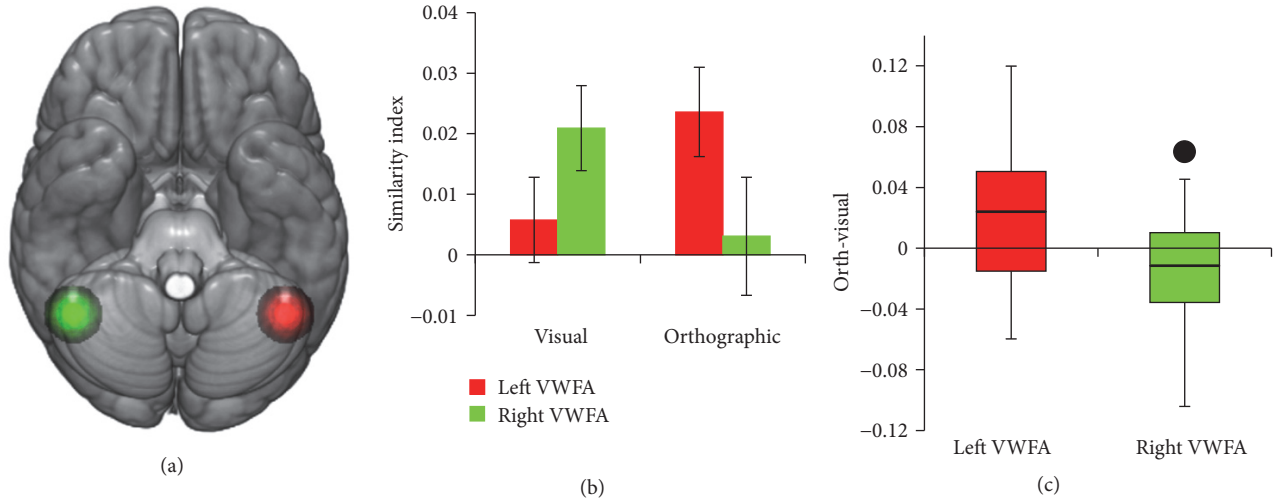 (a)
0.04
0.03
0.02
0.01
0
−0.01
Similarity index
Visual
Orthographic
Left VWFA
Right VWFA
(b)
0.12
0.08
0.04
0
−0.04
−0.08
−0.12
Orth-visual
Left VWFA
Right VWFA
(c)